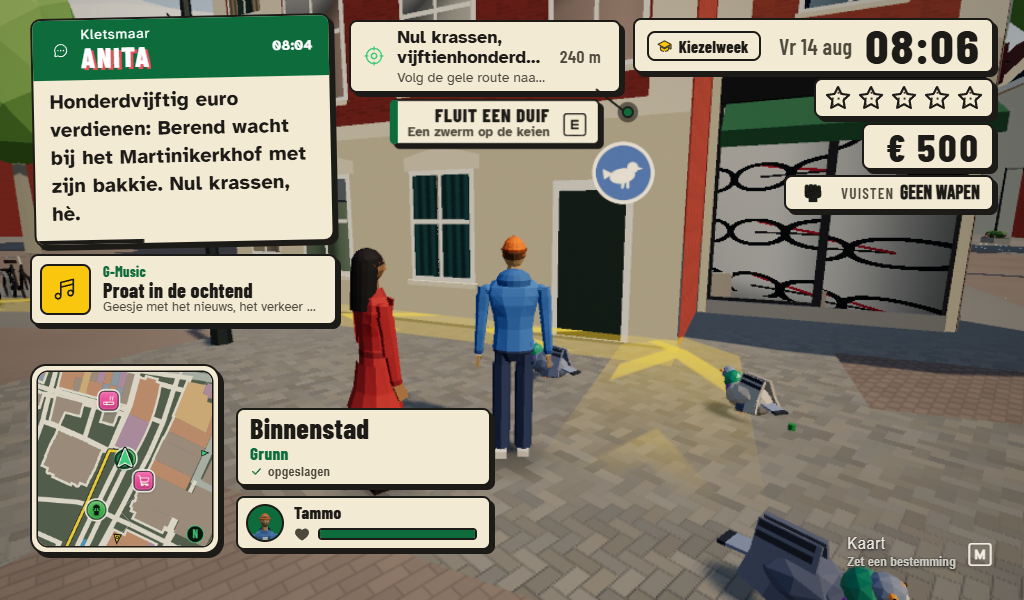 Kletsmaar
ANITA
08:04
Honderdvijftig euro
verdienen: Berend wacht
bij het Martinikerkhof met
zijn bakkie. Nul krassen,
hè.
G-Music
Proat in de ochtend
Geesje met het nieuws, het verkeer ...
Nul krassen,
vijftienhonderd...
240 m
Volg de gele route naa...
FLUIT EEN DUIF
Een zwerm op de keien
E
Kiezelweek
Vr 14 aug
08:06
€ 500
VUISTEN GEEN WAPEN
Binnenstad
Grunn
opgeslagen
Tammo
N
Kaart
Zet een bestemming
M